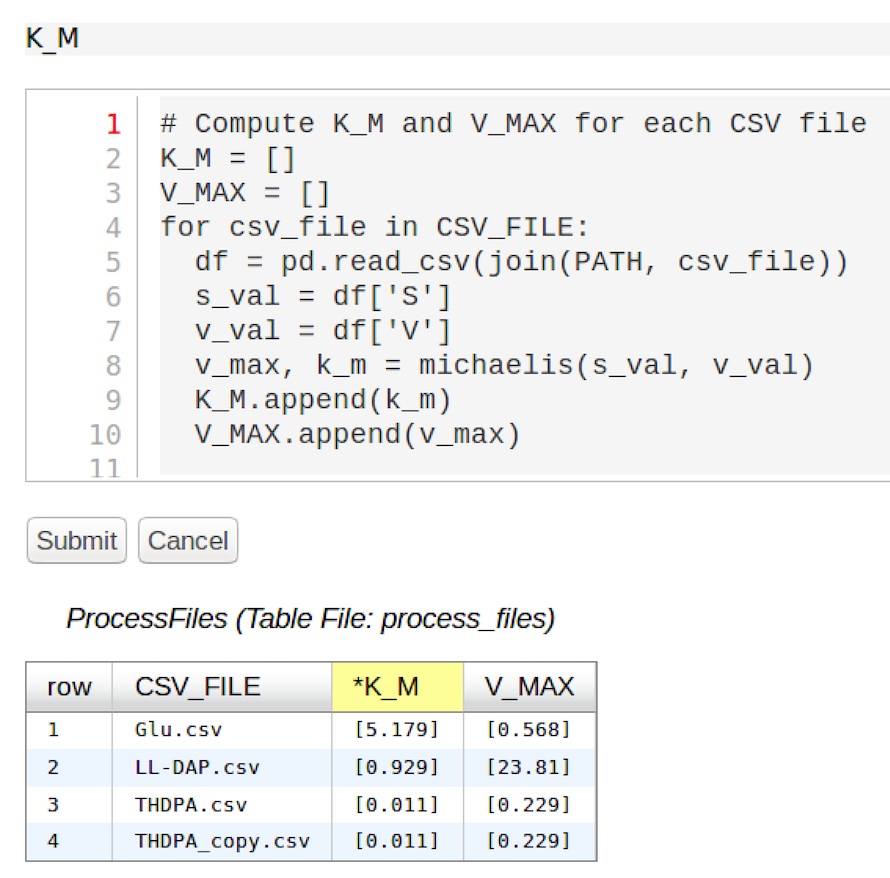 K_M
1 # Compute K_M and V_MAX for each CSV file
2 K_M = []
3 V_MAX = []
4 for csv_file in CSV_FILE:
5   df = pd.read_csv(join(PATH, csv_file))
6   s_val = df['S']
7   v_val = df['V']
8   v_max, k_m = michaelis(s_val, v_val)
9   K_M.append(k_m)
10   V_MAX.append(v_max)
11
Submit Cancel
ProcessFiles (Table File: process_files)
row CSV_FILE *K_M V_MAX
1 Glu.csv [5.179] [0.568]
2 LL-DAP.csv [0.929] [23.81]
3 THDPA.csv [0.011] [0.229]
4 THDPA_copy.csv [0.011] [0.229]